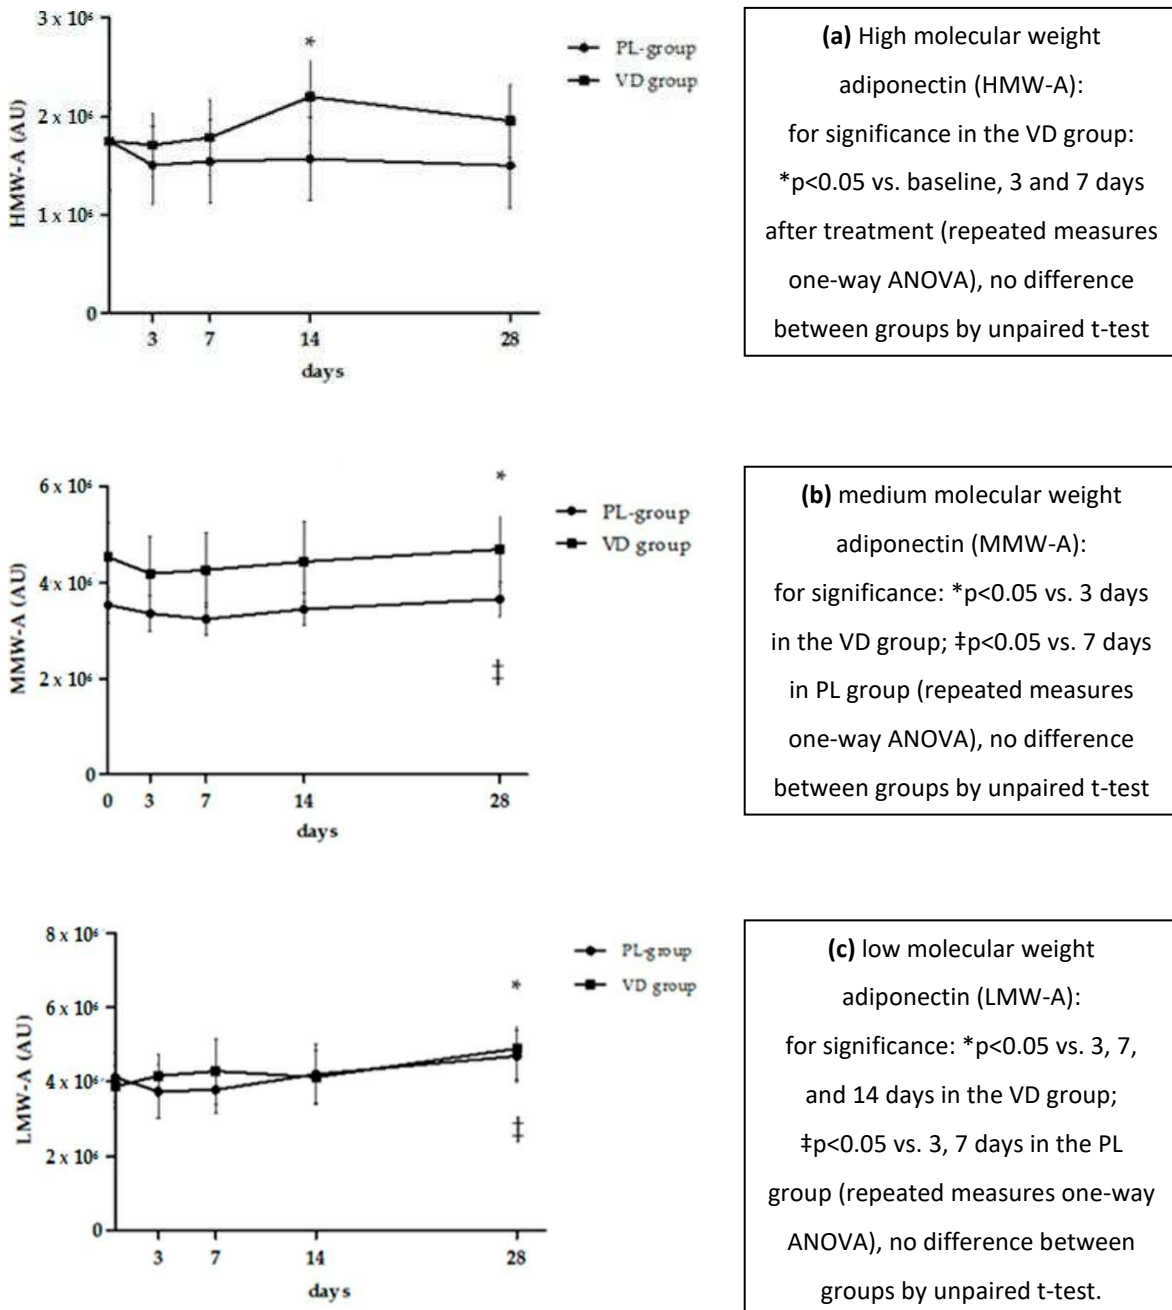 3 x 10⁶
2 x 10⁶
1 x 10⁶
0
HMW-A (AU)
*
3 7 14 28
days
PL-group
VD group
(a) High molecular weight
adiponectin (HMW-A):
for significance in the VD group:
*p<0.05 vs. baseline, 3 and 7 days
after treatment (repeated measures
one-way ANOVA), no difference
between groups by unpaired t-test
6 x 10⁶
4 x 10⁶
2 x 10⁶
0
MMW-A (AU)
*
‡
0 3 7 14 28
days
PL-group
VD group
(b) medium molecular weight
adiponectin (MMW-A):
for significance: *p<0.05 vs. 3 days
in the VD group; ‡p<0.05 vs. 7 days
in PL group (repeated measures
one-way ANOVA), no difference
between groups by unpaired t-test
8 x 10⁶
6 x 10⁶
4 x 10⁶
2 x 10⁶
0
LMW-A (AU)
*
‡
3 7 14 28
days
PL-group
VD group
(c) low molecular weight
adiponectin (LMW-A):
for significance: *p<0.05 vs. 3, 7,
and 14 days in the VD group;
‡p<0.05 vs. 3, 7 days in the PL
group (repeated measures one-way
ANOVA), no difference between
groups by unpaired t-test.